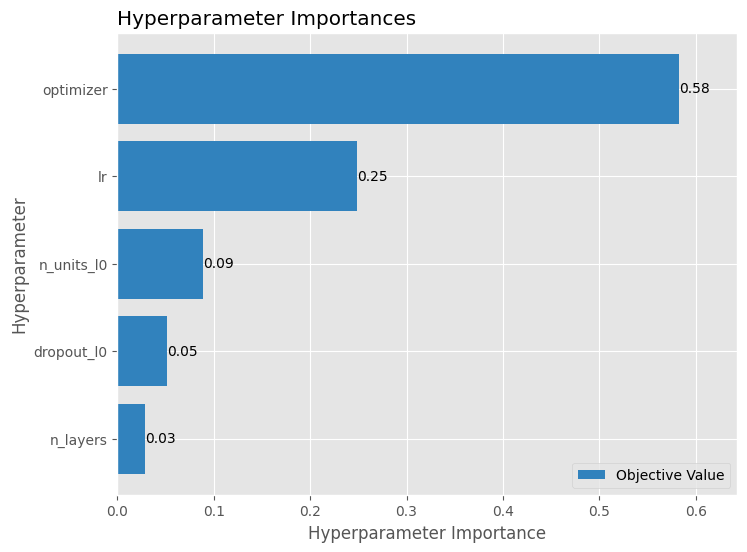 Hyperparameter Importances
optimizer
0.58
lr
0.25
n_units_l0
0.09
dropout_l0
0.05
n_layers
0.03
Hyperparameter
Objective Value
0.0
0.1
0.2
0.3
0.4
0.5
0.6
Hyperparameter Importance